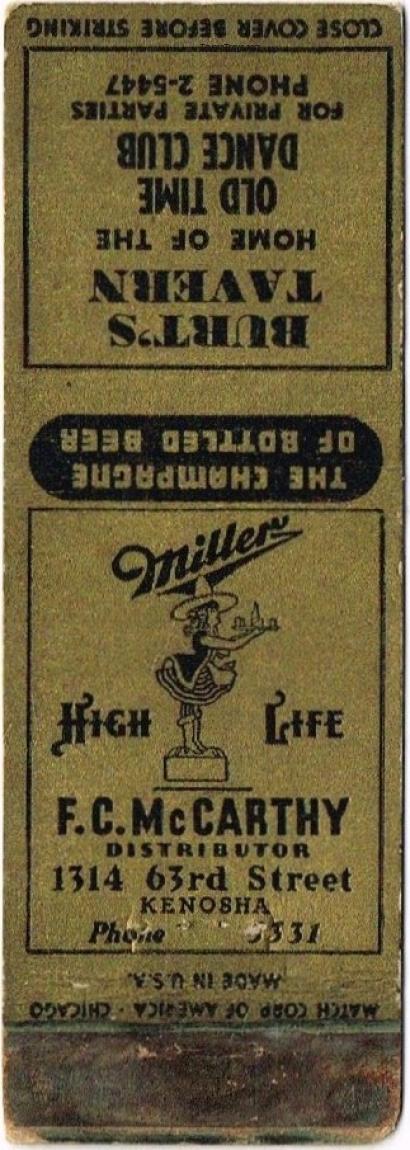 CLOSE COVER BEFORE STRIKING
BURT'S
TAVERN
HOME OF THE
OLD TIME
DANCE CLUB
FOR PRIVATE PARTIES
PHONE 2-5447
THE CHAMPAGNE
OF BOTTLED BEER
Miller
HIGH LIFE
F.C. McCARTHY
DISTRIBUTOR
1314 63rd Street
KENOSHA
Phone 3331
MADE IN U.S.A.
MATCH CORP OF AMERICA · CHICAGO